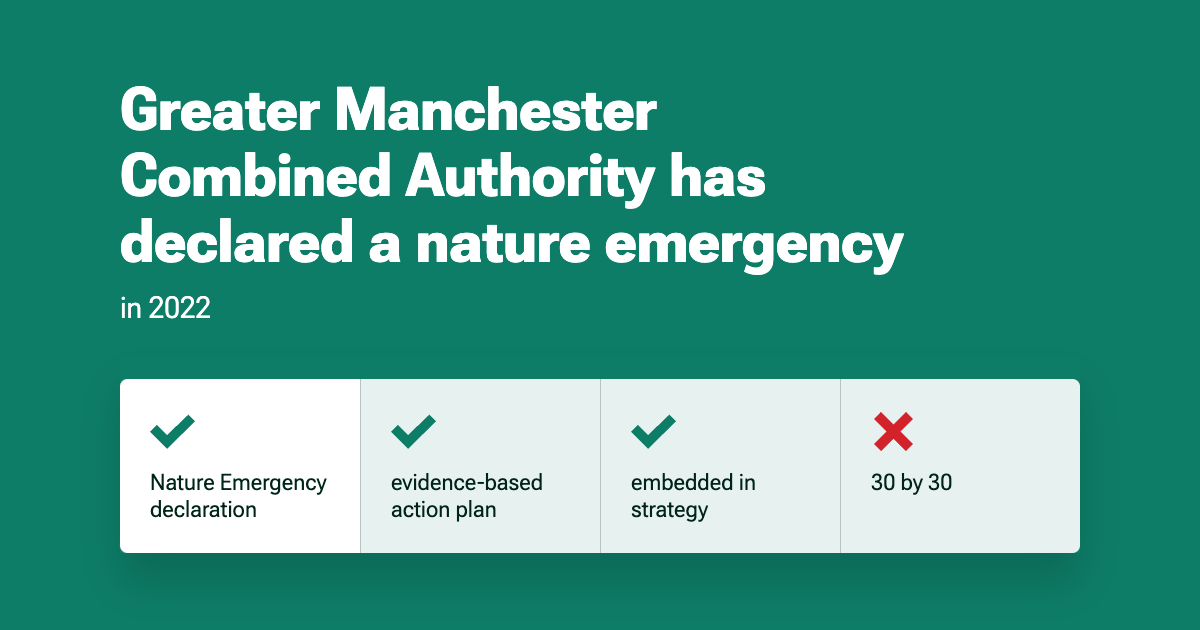 Greater Manchester
Combined Authority has
declared a nature emergency
in 2022
Nature Emergency
declaration
evidence-based
action plan
embedded in
strategy
30 by 30